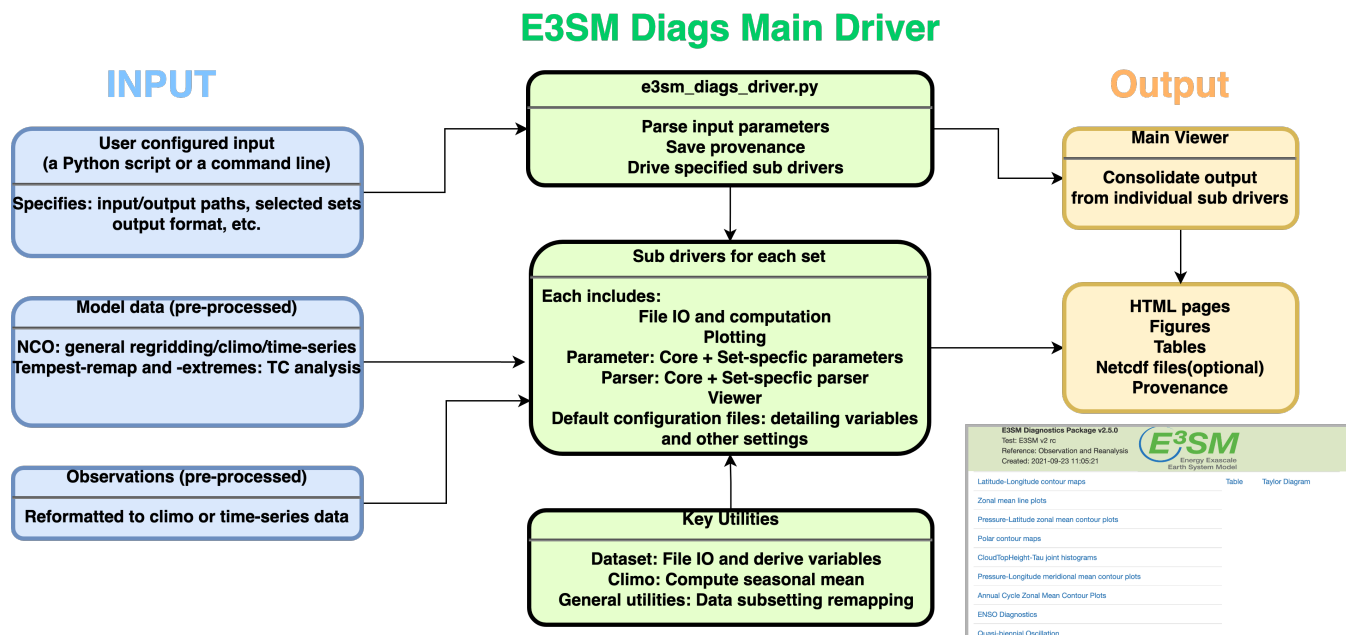 E3SM Diags Main Driver
INPUT
User configured input
(a Python script or a command line)
Specifies: input/output paths, selected sets
output format, etc.
Model data (pre-processed)
NCO: general regridding/climo/time-series
Tempest-remap and -extremes: TC analysis
Observations (pre-processed)
Reformatted to climo or time-series data
e3sm_diags_driver.py
Parse input parameters
Save provenance
Drive specified sub drivers
Sub drivers for each set
Each includes:
File IO and computation
Plotting
Parameter: Core + Set-specfic parameters
Parser: Core + Set-specfic parser
Viewer
Default configuration files: detailing variables
and other settings
Key Utilities
Dataset: File IO and derive variables
Climo: Compute seasonal mean
General utilities: Data subsetting remapping
Output
Main Viewer
Consolidate output
from individual sub drivers
HTML pages
Figures
Tables
Netcdf files(optional)
Provenance
E3SM Diagnostics Package v2.5.0
Test: E3SM v2 rc
Reference: Observation and Reanalysis
Created: 2021-09-23 11:05:21
E³SM
Energy Exascale
Earth System Model
Latitude-Longitude contour maps Table Taylor Diagram
Zonal mean line plots
Pressure-Latitude zonal mean contour plots
Polar contour maps
CloudTopHeight-Tau joint histograms
Pressure-Longitude meridional mean contour plots
Annual Cycle Zonal Mean Contour Plots
ENSO Diagnostics
Quasi-biennial Oscillation